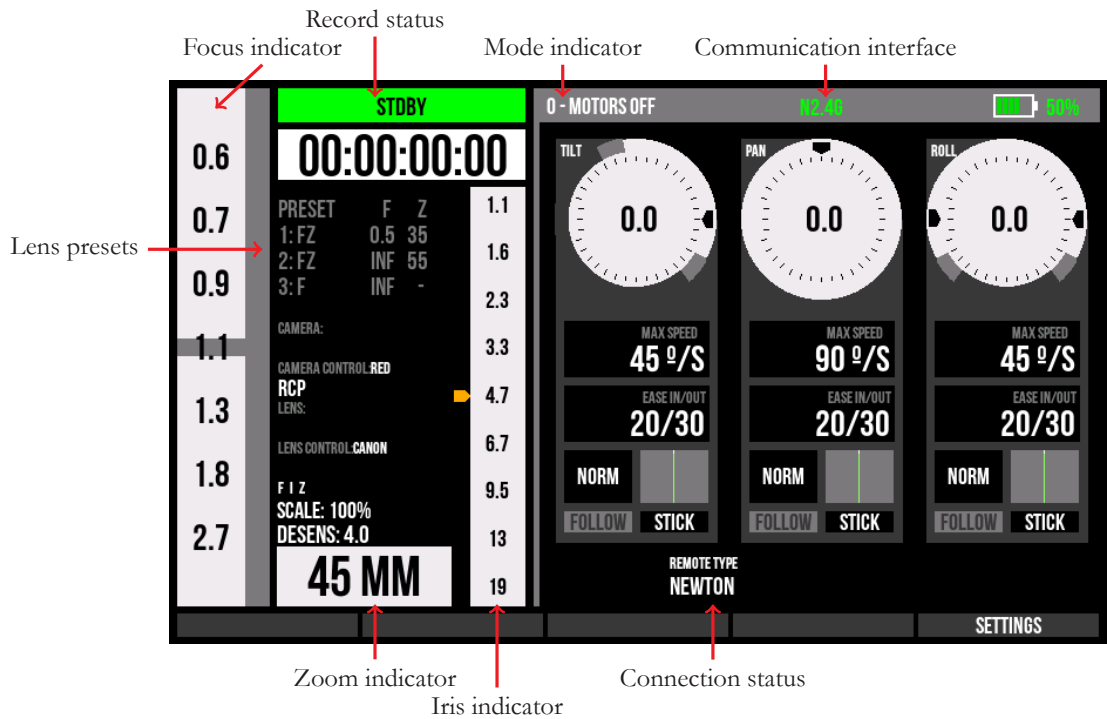 Record status
Focus indicator
Mode indicator
Communication interface
Lens presets
0.6
0.7
0.9
1.1
1.3
1.8
2.7
STDBY
00:00:00:00
PRESET F Z
1: FZ 0.5 35
2: FZ INF 55
3: F INF -
CAMERA:
CAMERA CONTROL:RED
RCP
LENS:
LENS CONTROL:CANON
F I Z
SCALE: 100%
DESENS: 4.0
45 MM
1.1
1.6
2.3
3.3
4.7
6.7
9.5
13
19
0 - MOTORS OFF
N2.4G
50%
TILT
0.0
MAX SPEED
45 º/S
EASE IN/OUT
20/30
NORM
FOLLOW STICK
PAN
0.0
MAX SPEED
90 º/S
EASE IN/OUT
20/30
NORM
FOLLOW STICK
ROLL
0.0
MAX SPEED
45 º/S
EASE IN/OUT
20/30
NORM
FOLLOW STICK
REMOTE TYPE
NEWTON
SETTINGS
Zoom indicator
Iris indicator
Connection status